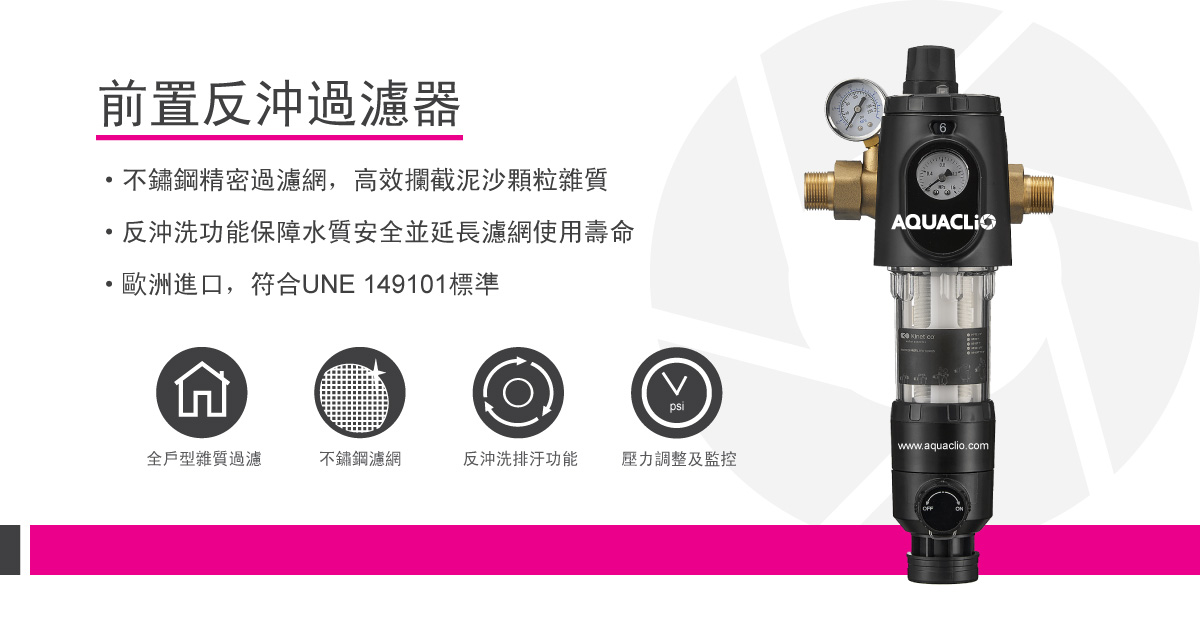 前置反沖過濾器
• 不鏽鋼精密過濾網，高效攔截泥沙顆粒雜質
• 反沖洗功能保障水質安全並延長濾網使用壽命
• 歐洲進口，符合UNE 149101標準
psi
全戶型雜質過濾
不鏽鋼濾網
反沖洗排汙功能
壓力調整及監控
6
AQUACLiO
Kinetico
www.aquaclio.com
OFF
ON